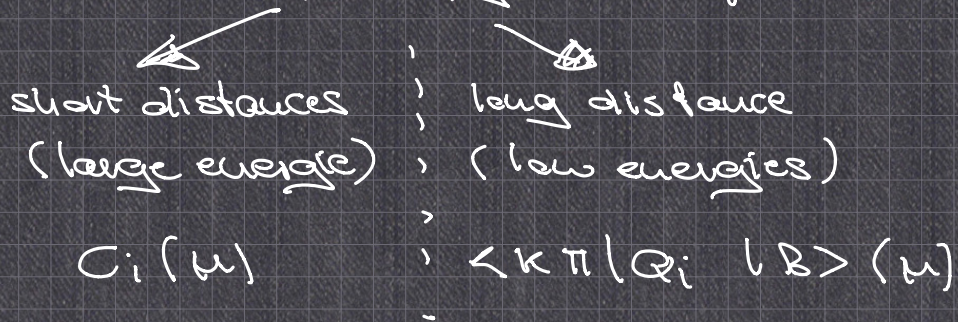 short distances long distance
(large energie) (low energies)
Ci(μ) <Kπ|Qi|B>(μ)